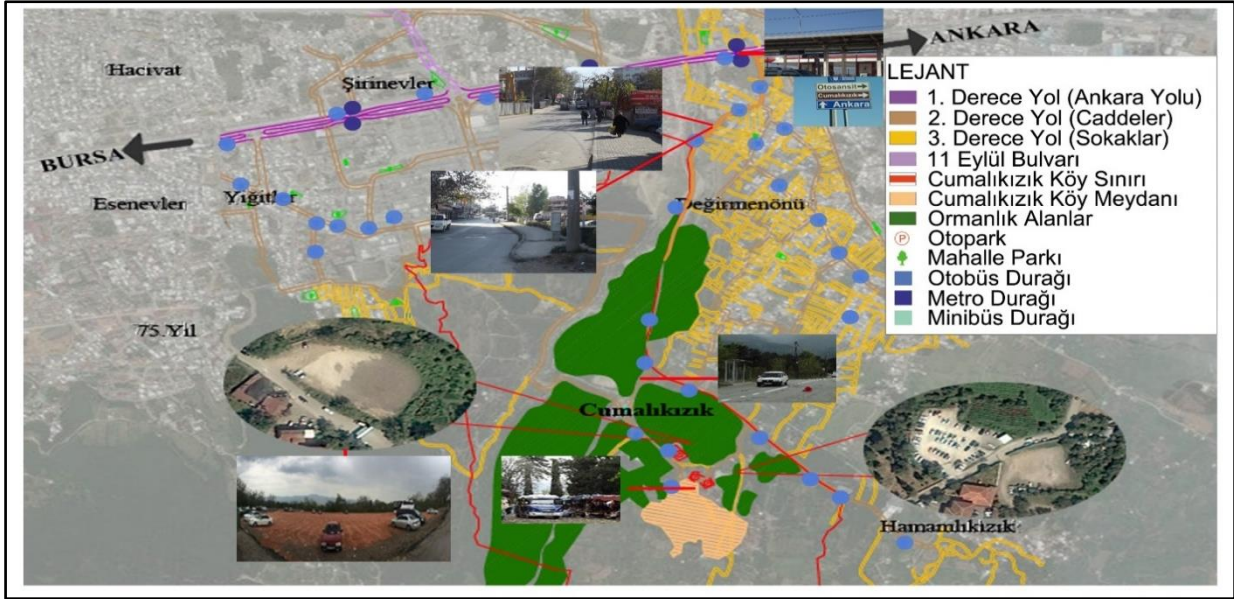 ANKARA
Hacivat
Şirinevler
BURSA
Esenevler
Yiğitler
Değirmenönü
75.Yıl
Cumalıkızık
Hamamlıkızık
Otosansit
Cumalıkızık
Ankara
LEJANT
1. Derece Yol (Ankara Yolu)
2. Derece Yol (Caddeler)
3. Derece Yol (Sokaklar)
11 Eylül Bulvarı
Cumalıkızık Köy Sınırı
Cumalıkızık Köy Meydanı
Ormanlık Alanlar
P Otopark
Mahalle Parkı
Otobüs Durağı
Metro Durağı
Minibüs Durağı